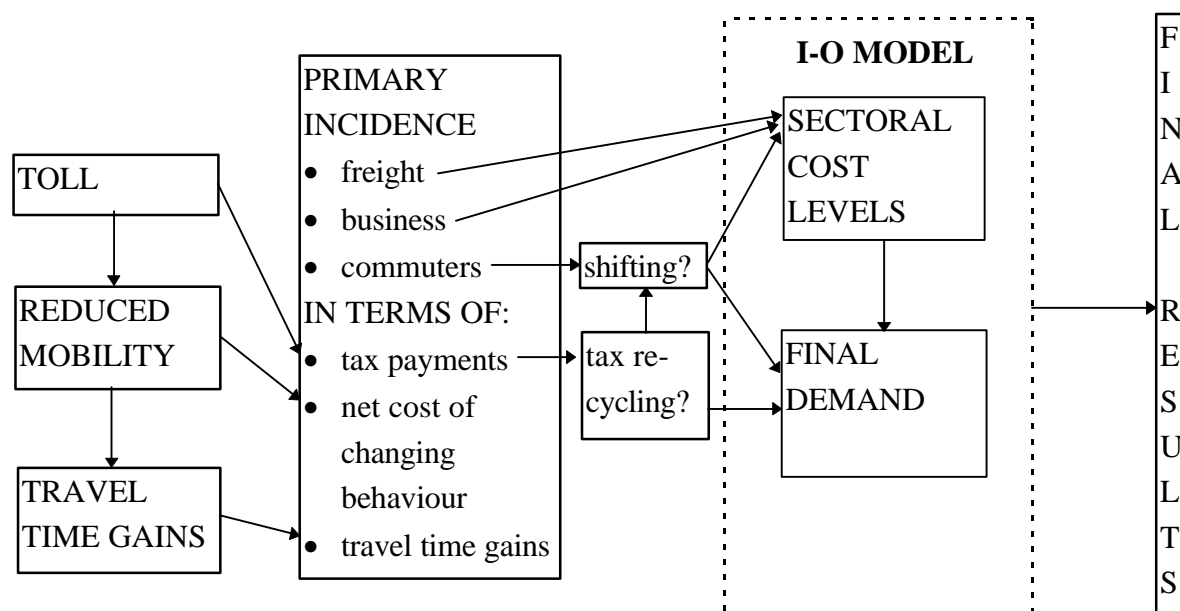 TOLL
REDUCED
MOBILITY
TRAVEL
TIME GAINS
PRIMARY
INCIDENCE
• freight
• business
• commuters
IN TERMS OF:
• tax payments
• net cost of
changing
behaviour
• travel time gains
shifting?
tax re-
cycling?
I-O MODEL
SECTORAL
COST
LEVELS
FINAL
DEMAND
F
I
N
A
L
R
E
S
U
L
T
S